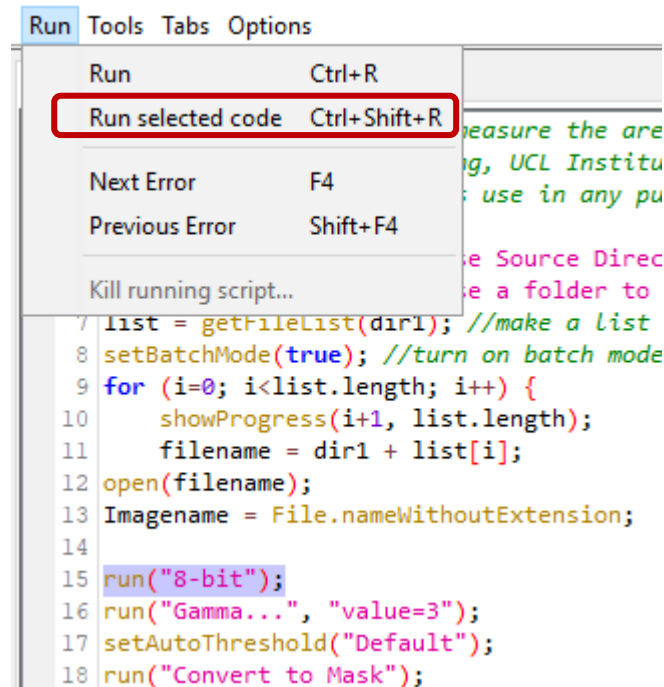 Run Tools Tabs Options
Run Ctrl+R
Run selected code Ctrl+Shift+R
measure the are
ng, UCL Institu
use in any pu
Next Error F4
Previous Error Shift+F4
se Source Direc
Kill running script...
se a folder to
7 list = getFileList(dir1); //make a list
8 setBatchMode(true); //turn on batch mode
9 for (i=0; i<list.length; i++) {
10 showProgress(i+1, list.length);
11 filename = dir1 + list[i];
12 open(filename);
13 Imagename = File.nameWithoutExtension;
14
15 run("8-bit");
16 run("Gamma...", "value=3");
17 setAutoThreshold("Default");
18 run("Convert to Mask");